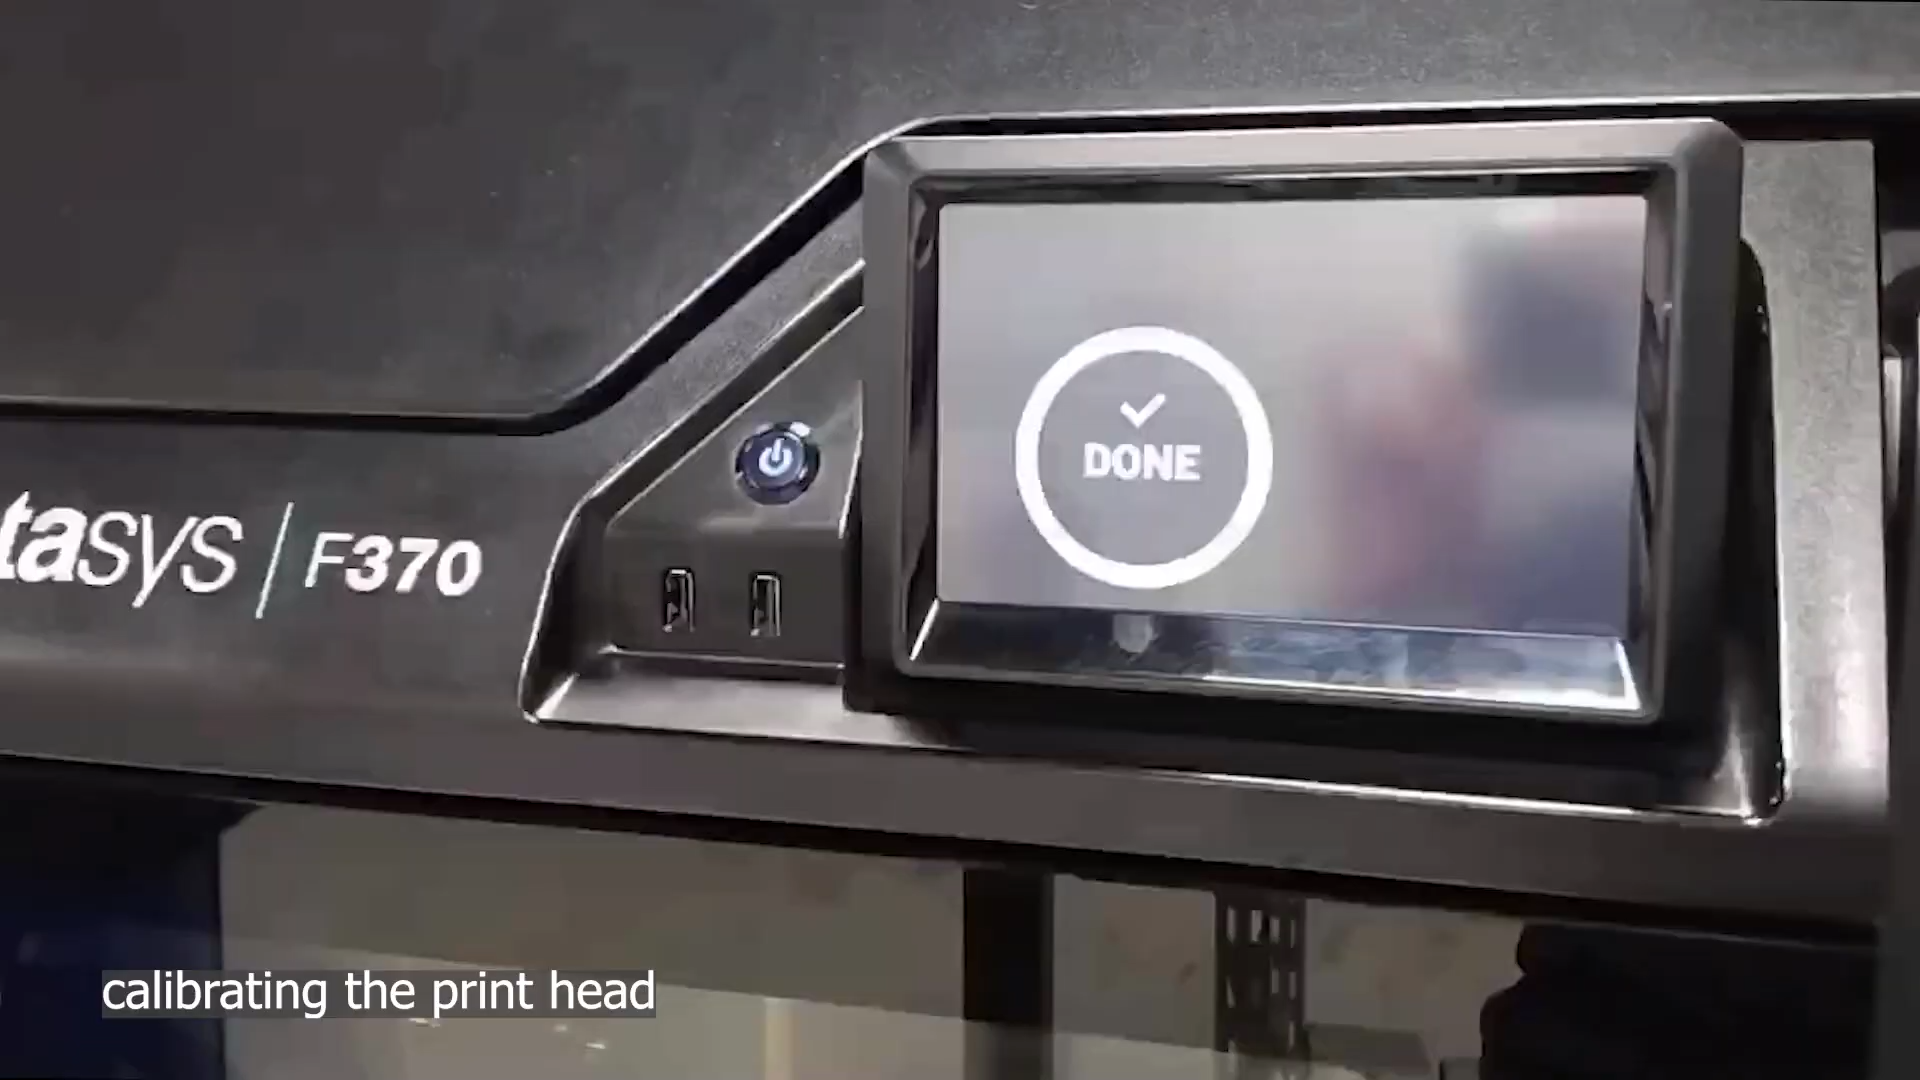 tasys | F370
DONE
calibrating the print head